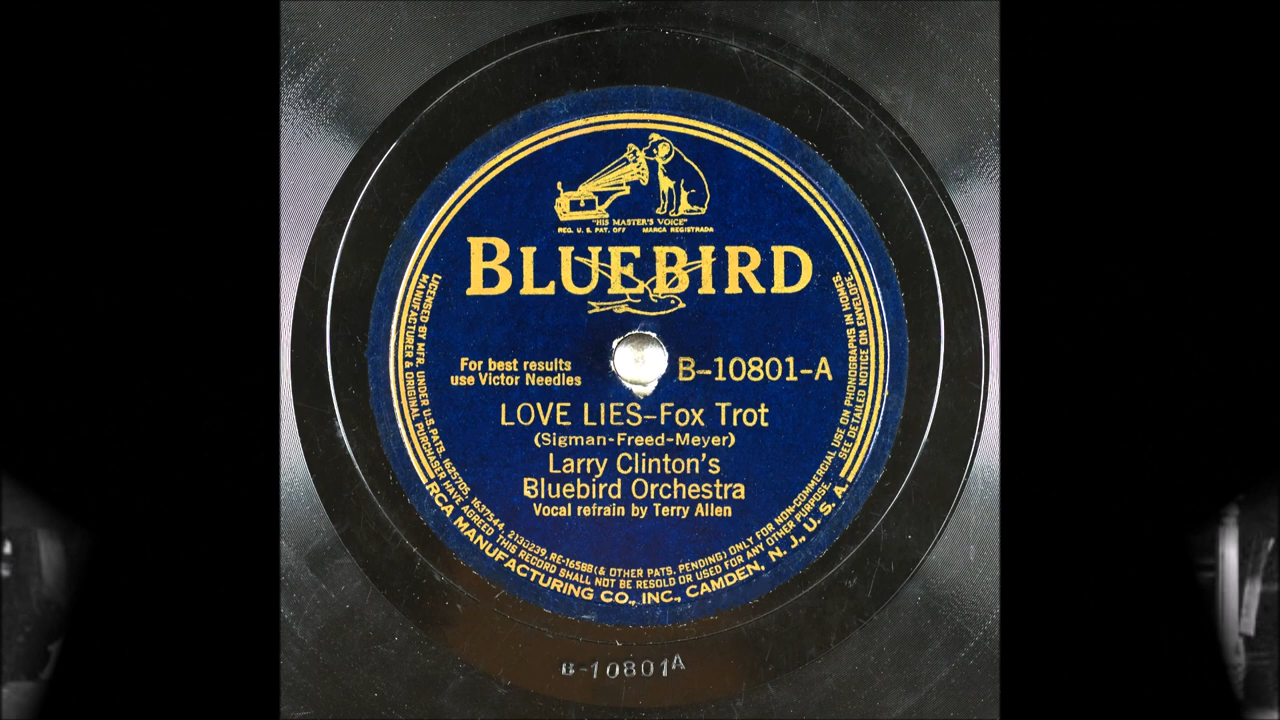 "HIS MASTER'S VOICE"
REG. U. S. PAT. OFF MARCA REGISTRADA
BLUEBIRD
For best results
use Victor Needles
B-10801-A
LOVE LIES-Fox Trot
(Sigman-Freed-Meyer)
Larry Clinton's
Bluebird Orchestra
Vocal refrain by Terry Allen
LICENSED BY MFR. UNDER U.S. PATS. 1625705, 1637544, 2130239, RE-16588 (& OTHER PATS. PENDING) ONLY FOR NON-COMMERCIAL USE ON PHONOGRAPHS IN HOMES.
MANUFACTURER & ORIGINAL PURCHASER HAVE AGREED THIS RECORD SHALL NOT BE RESOLD OR USED FOR ANY OTHER PURPOSE. SEE DETAILED NOTICE ON ENVELOPE.
RCA MANUFACTURING CO., INC., CAMDEN, N. J., U. S. A.
B-10801A